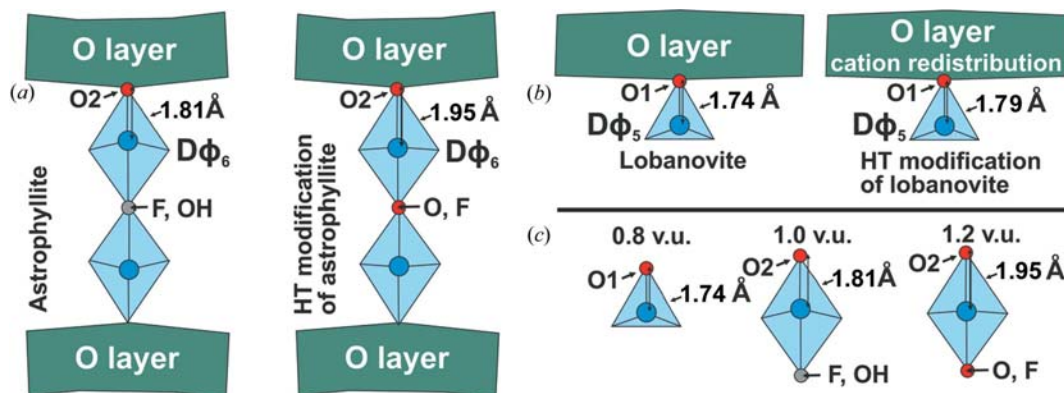 O layer
O layer
(a)
O2
1.81 Å
Dϕ₆
F, OH
Astrophyllite
O layer
O2
1.95 Å
Dϕ₆
O, F
HT modification
of astrophyllite
O layer
(b)
O layer
O1
1.74 Å
Dϕ₅
Lobanovite
O layer
cation redistribution
O1
1.79 Å
Dϕ₅
HT modification
of lobanovite
(c)
0.8 v.u.
O1
1.74 Å
1.0 v.u.
O2
1.81 Å
F, OH
1.2 v.u.
O2
1.95 Å
O, F